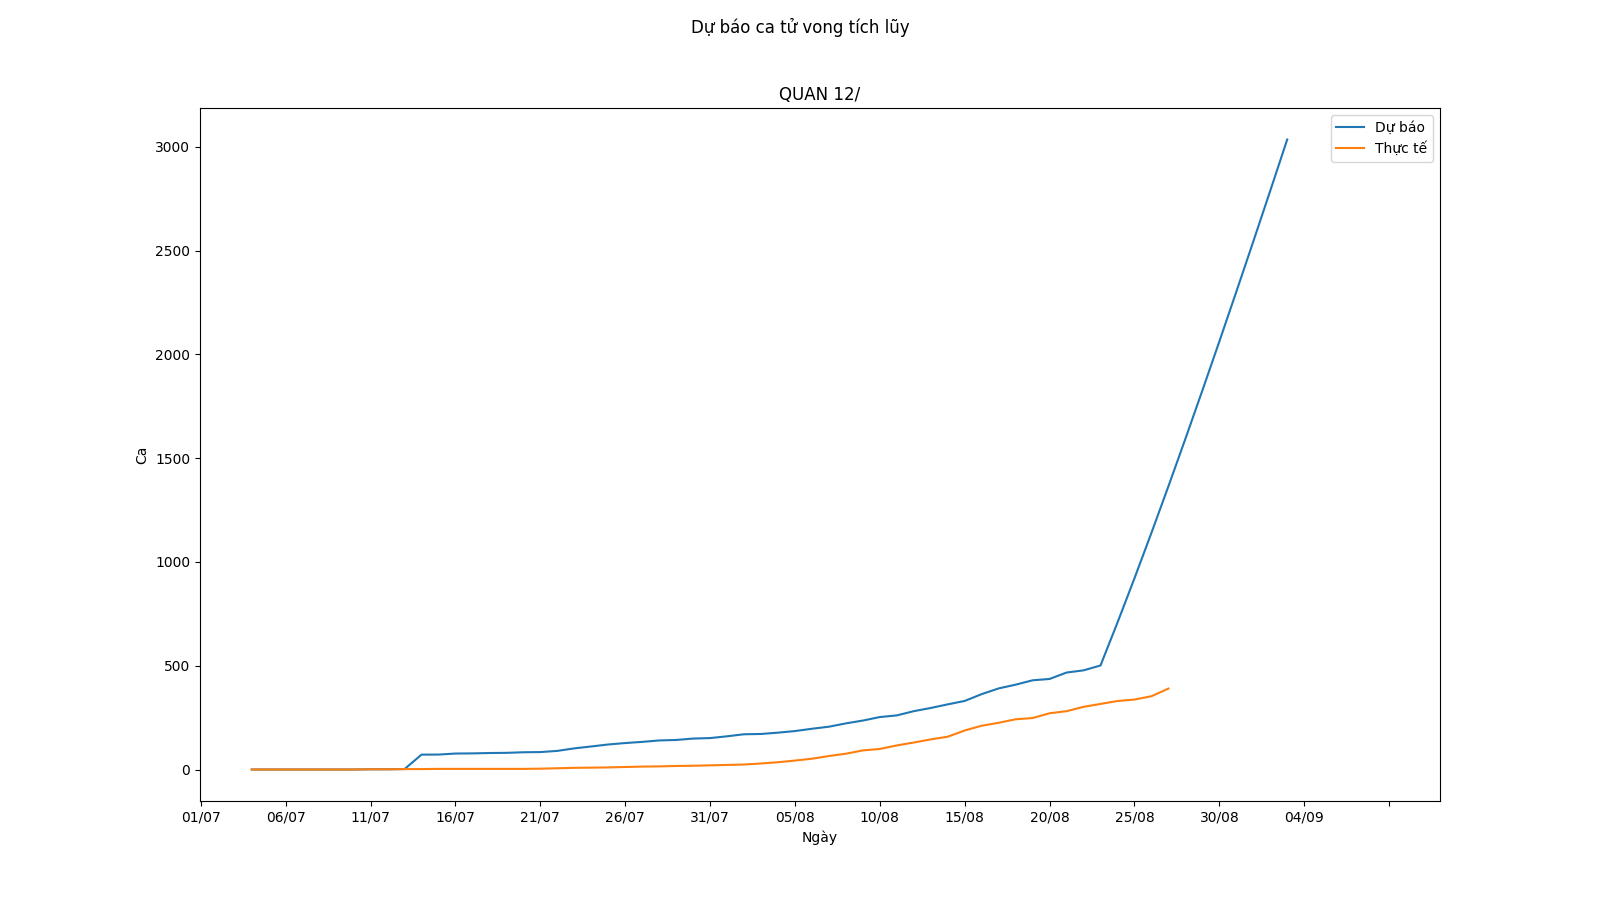 Dự báo ca tử vong tích lũy
QUAN 12/
Dự báo
Thực tế
3000
2500
2000
1500
1000
500
0
Ca
01/07 06/07 11/07 16/07 21/07 26/07 31/07 05/08 10/08 15/08 20/08 25/08 30/08 04/09
Ngày